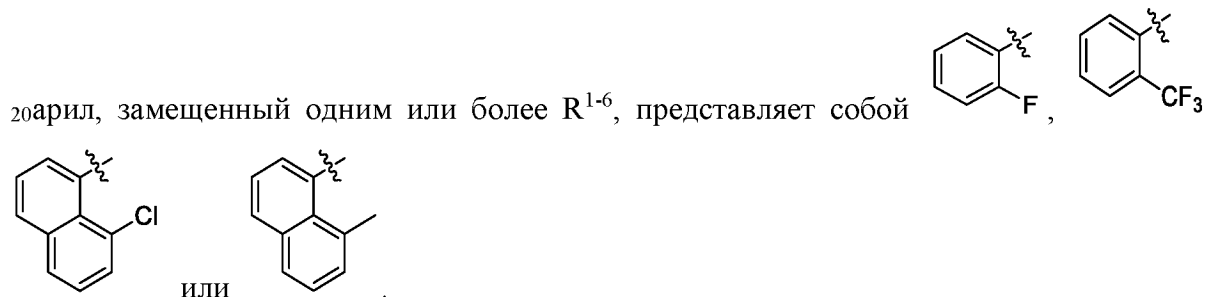 ₂₀арил, замещенный одним или более R¹⁻⁶, представляет собой F, CF₃
Cl
или .